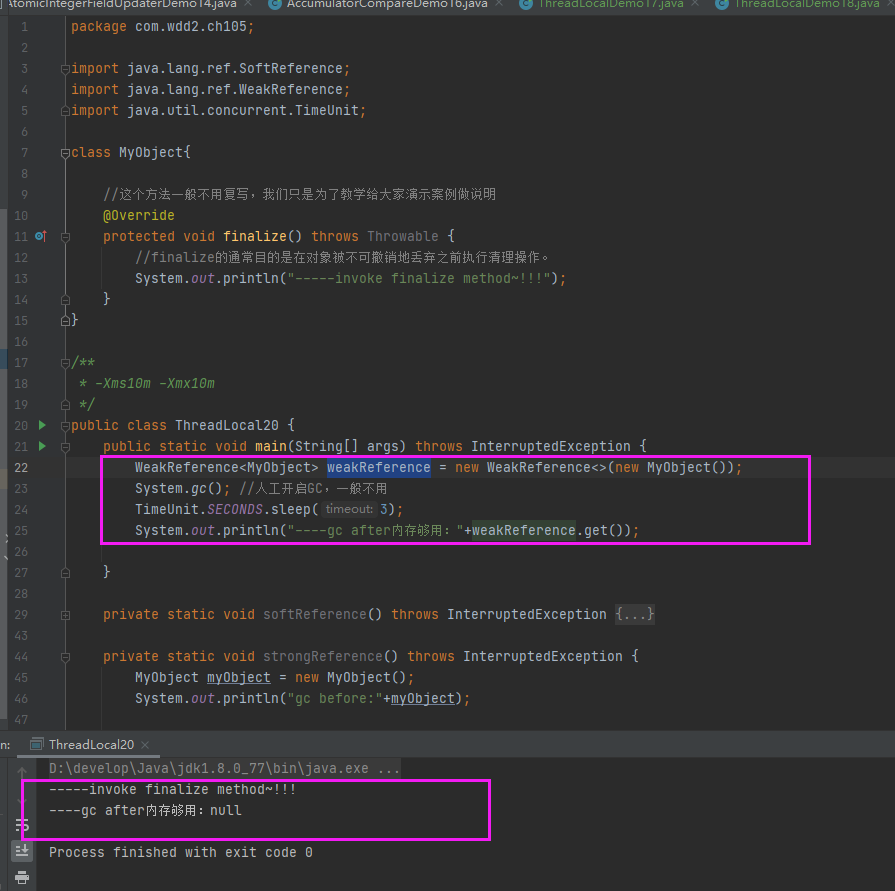 AtomicIntegerFieldUpdaterDemo14.java × AccumulatorCompareDemo16.java × ThreadLocalDemo17.java × ThreadLocalDemo18.java ×
1 package com.wdd2.ch105;
2
3 import java.lang.ref.SoftReference;
4 import java.lang.ref.WeakReference;
5 import java.util.concurrent.TimeUnit;
6
7 class MyObject{
8
9 //这个方法一般不用复写，我们只是为了教学给大家演示案例做说明
10 @Override
11 protected void finalize() throws Throwable {
12 //finalize的通常目的是在对象被不可撤销地丢弃之前执行清理操作。
13 System.out.println("-----invoke finalize method~!!!");
14 }
15 }
16
17 /**
18 * -Xms10m -Xmx10m
19 */
20 public class ThreadLocal20 {
21 public static void main(String[] args) throws InterruptedException {
22 WeakReference<MyObject> weakReference = new WeakReference<>(new MyObject());
23 System.gc(); //人工开启GC，一般不用
24 TimeUnit.SECONDS.sleep( timeout: 3);
25 System.out.println("----gc after内存够用："+weakReference.get());
26
27 }
28
29 private static void softReference() throws InterruptedException {...}
43
44 private static void strongReference() throws InterruptedException {
45 MyObject myObject = new MyObject();
46 System.out.println("gc before:"+myObject);
47
n: ThreadLocal20 ×
D:\develop\Java\jdk1.8.0_77\bin\java.exe ...
-----invoke finalize method~!!!
----gc after内存够用：null
Process finished with exit code 0